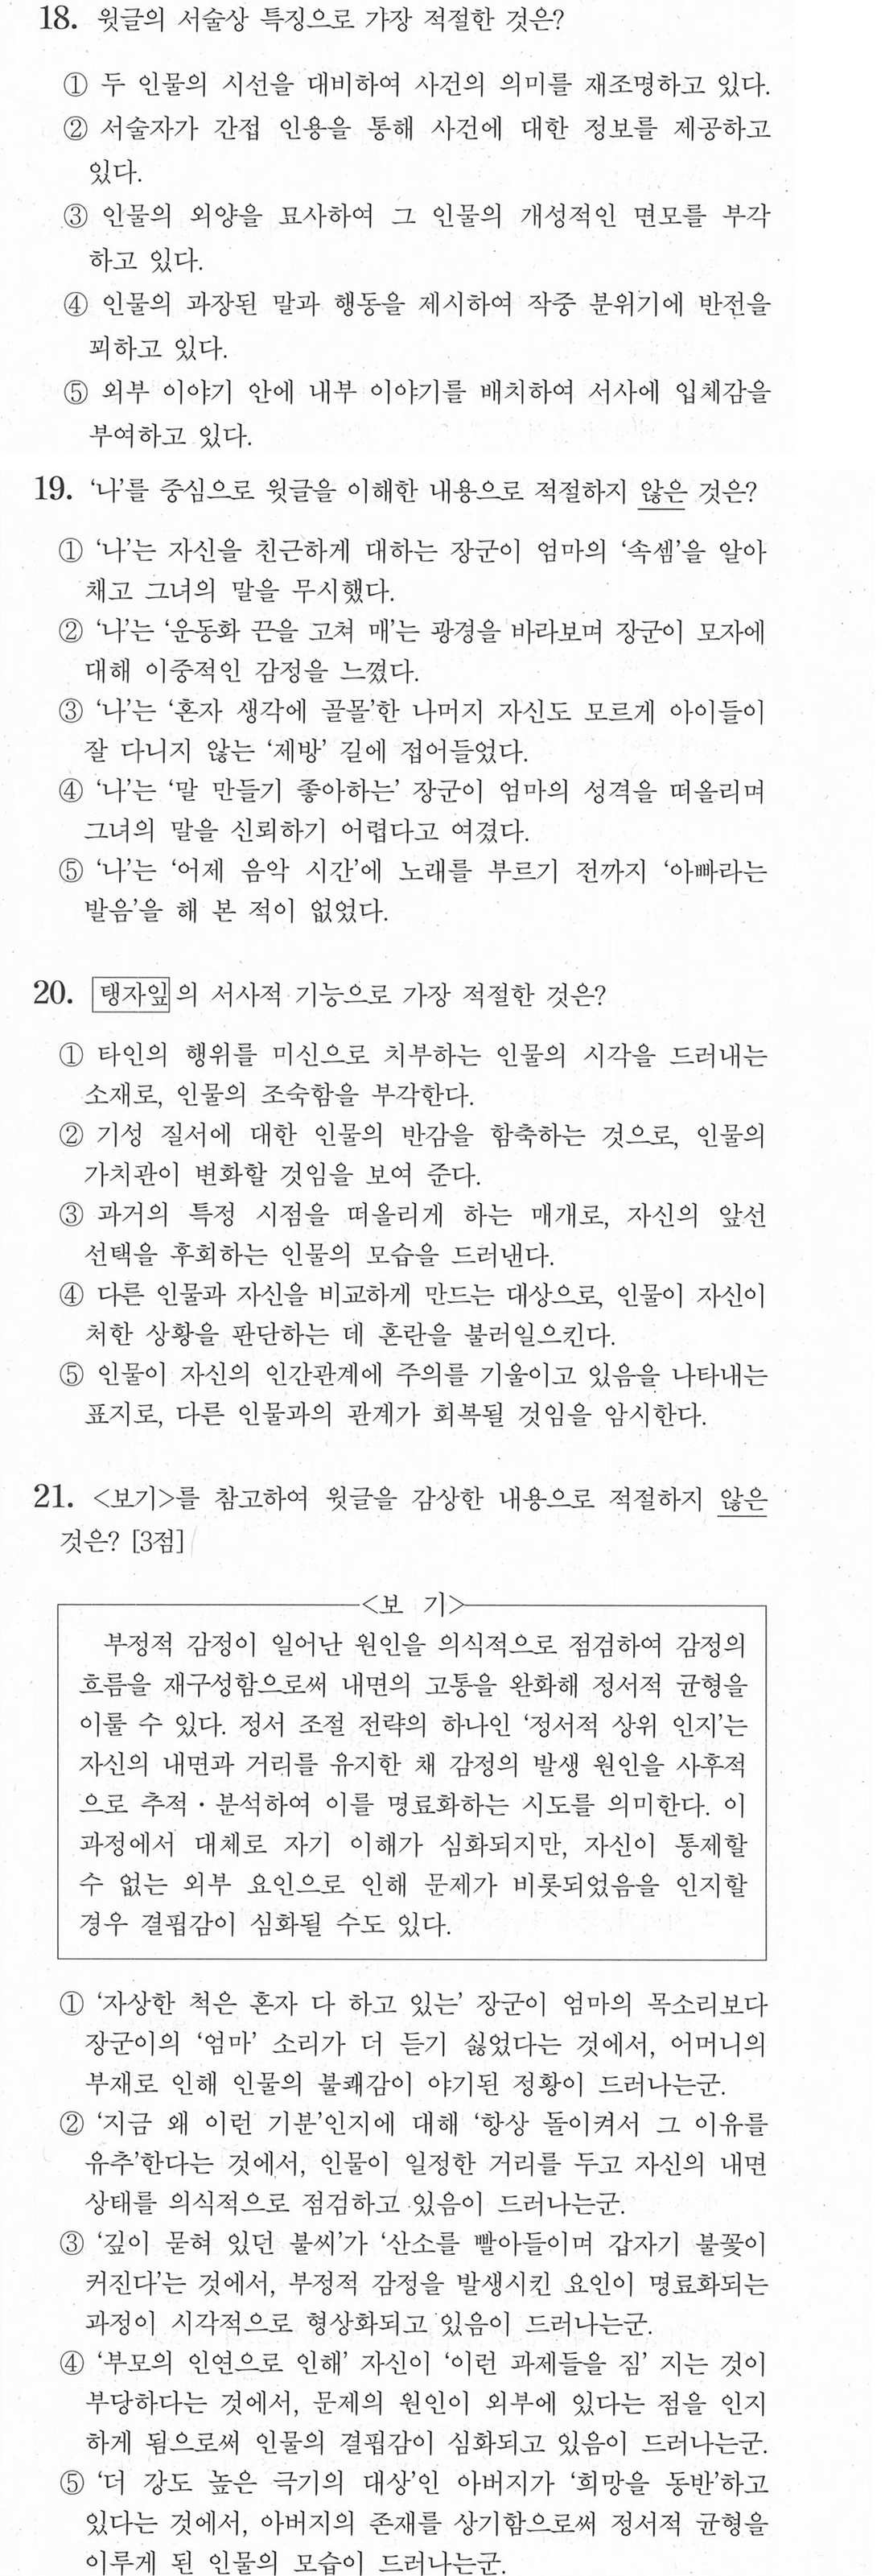 18. 윗글의 서술상 특징으로 가장 적절한 것은?
① 두 인물의 시선을 대비하여 사건의 의미를 재조명하고 있다.
② 서술자가 간접 인용을 통해 사건에 대한 정보를 제공하고
있다.
③ 인물의 외양을 묘사하여 그 인물의 개성적인 면모를 부각
하고 있다.
④ 인물의 과장된 말과 행동을 제시하여 작중 분위기에 반전을
꾀하고 있다.
⑤ 외부 이야기 안에 내부 이야기를 배치하여 서사에 입체감을
부여하고 있다.
19. ‘나’를 중심으로 윗글을 이해한 내용으로 적절하지 않은 것은?
① ‘나’는 자신을 친근하게 대하는 장군이 엄마의 ‘속셈’을 알아
채고 그녀의 말을 무시했다.
② ‘나’는 ‘운동화 끈을 고쳐 매’는 광경을 바라보며 장군이 모자에
대해 이중적인 감정을 느꼈다.
③ ‘나’는 ‘혼자 생각에 골몰’한 나머지 자신도 모르게 아이들이
잘 다니지 않는 ‘제방’ 길에 접어들었다.
④ ‘나’는 ‘말 만들기 좋아하는’ 장군이 엄마의 성격을 떠올리며
그녀의 말을 신뢰하기 어렵다고 여겼다.
⑤ ‘나’는 ‘어제 음악 시간’에 노래를 부르기 전까지 ‘아빠라는
발음’을 해 본 적이 없었다.
20. 탱자잎의 서사적 기능으로 가장 적절한 것은?
① 타인의 행위를 미신으로 치부하는 인물의 시각을 드러내는
소재로, 인물의 조숙함을 부각한다.
② 기성 질서에 대한 인물의 반감을 함축하는 것으로, 인물의
가치관이 변화할 것임을 보여 준다.
③ 과거의 특정 시점을 떠올리게 하는 매개로, 자신의 앞선
선택을 후회하는 인물의 모습을 드러낸다.
④ 다른 인물과 자신을 비교하게 만드는 대상으로, 인물이 자신이
처한 상황을 판단하는 데 혼란을 불러일으킨다.
⑤ 인물이 자신의 인간관계에 주의를 기울이고 있음을 나타내는
표지로, 다른 인물과의 관계가 회복될 것임을 암시한다.
21. <보기>를 참고하여 윗글을 감상한 내용으로 적절하지 않은
것은? [3점]
<보 기>
부정적 감정이 일어난 원인을 의식적으로 점검하여 감정의
흐름을 재구성함으로써 내면의 고통을 완화해 정서적 균형을
이룰 수 있다. 정서 조절 전략의 하나인 ‘정서적 상위 인지’는
자신의 내면과 거리를 유지한 채 감정의 발생 원인을 사후적
으로 추적·분석하여 이를 명료화하는 시도를 의미한다. 이
과정에서 대체로 자기 이해가 심화되지만, 자신이 통제할
수 없는 외부 요인으로 인해 문제가 비롯되었음을 인지할
경우 결핍감이 심화될 수도 있다.
① ‘자상한 척은 혼자 다 하고 있는’ 장군이 엄마의 목소리보다
장군이의 ‘엄마’ 소리가 더 듣기 싫었다는 것에서, 어머니의
부재로 인해 인물의 불쾌감이 야기된 정황이 드러나는군.
② ‘지금 왜 이런 기분’인지에 대해 ‘항상 돌이켜서 그 이유를
유추’한다는 것에서, 인물이 일정한 거리를 두고 자신의 내면
상태를 의식적으로 점검하고 있음이 드러나는군.
③ ‘깊이 묻혀 있던 불씨’가 ‘산소를 빨아들이며 갑자기 불꽃이
커진다’는 것에서, 부정적 감정을 발생시킨 요인이 명료화되는
과정이 시각적으로 형상화되고 있음이 드러나는군.
④ ‘부모의 인연으로 인해’ 자신이 ‘이런 과제들을 짐’ 지는 것이
부당하다는 것에서, 문제의 원인이 외부에 있다는 점을 인지
하게 됨으로써 인물의 결핍감이 심화되고 있음이 드러나는군.
⑤ ‘더 강도 높은 극기의 대상’인 아버지가 ‘희망을 동반’하고
있다는 것에서, 아버지의 존재를 상기함으로써 정서적 균형을
이루게 된 인물의 모습이 드러나는군.